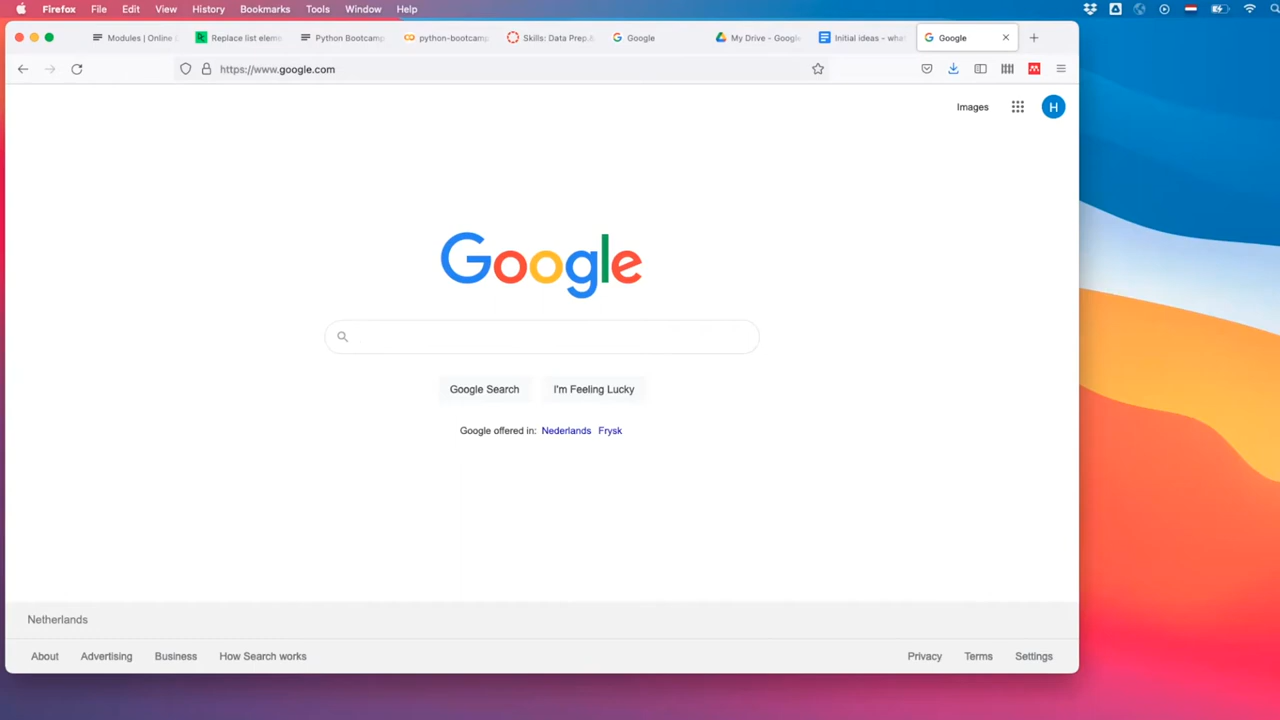 Firefox File Edit View History Bookmarks Tools Window Help
Modules | Online Replace list elem Python Bootcamp python-bootcamp Skills: Data Prep & Google My Drive - Google Initial ideas - what Google
https://www.google.com
Images H
Google
Google Search I'm Feeling Lucky
Google offered in: Nederlands Frysk
Netherlands
About Advertising Business How Search works Privacy Terms Settings